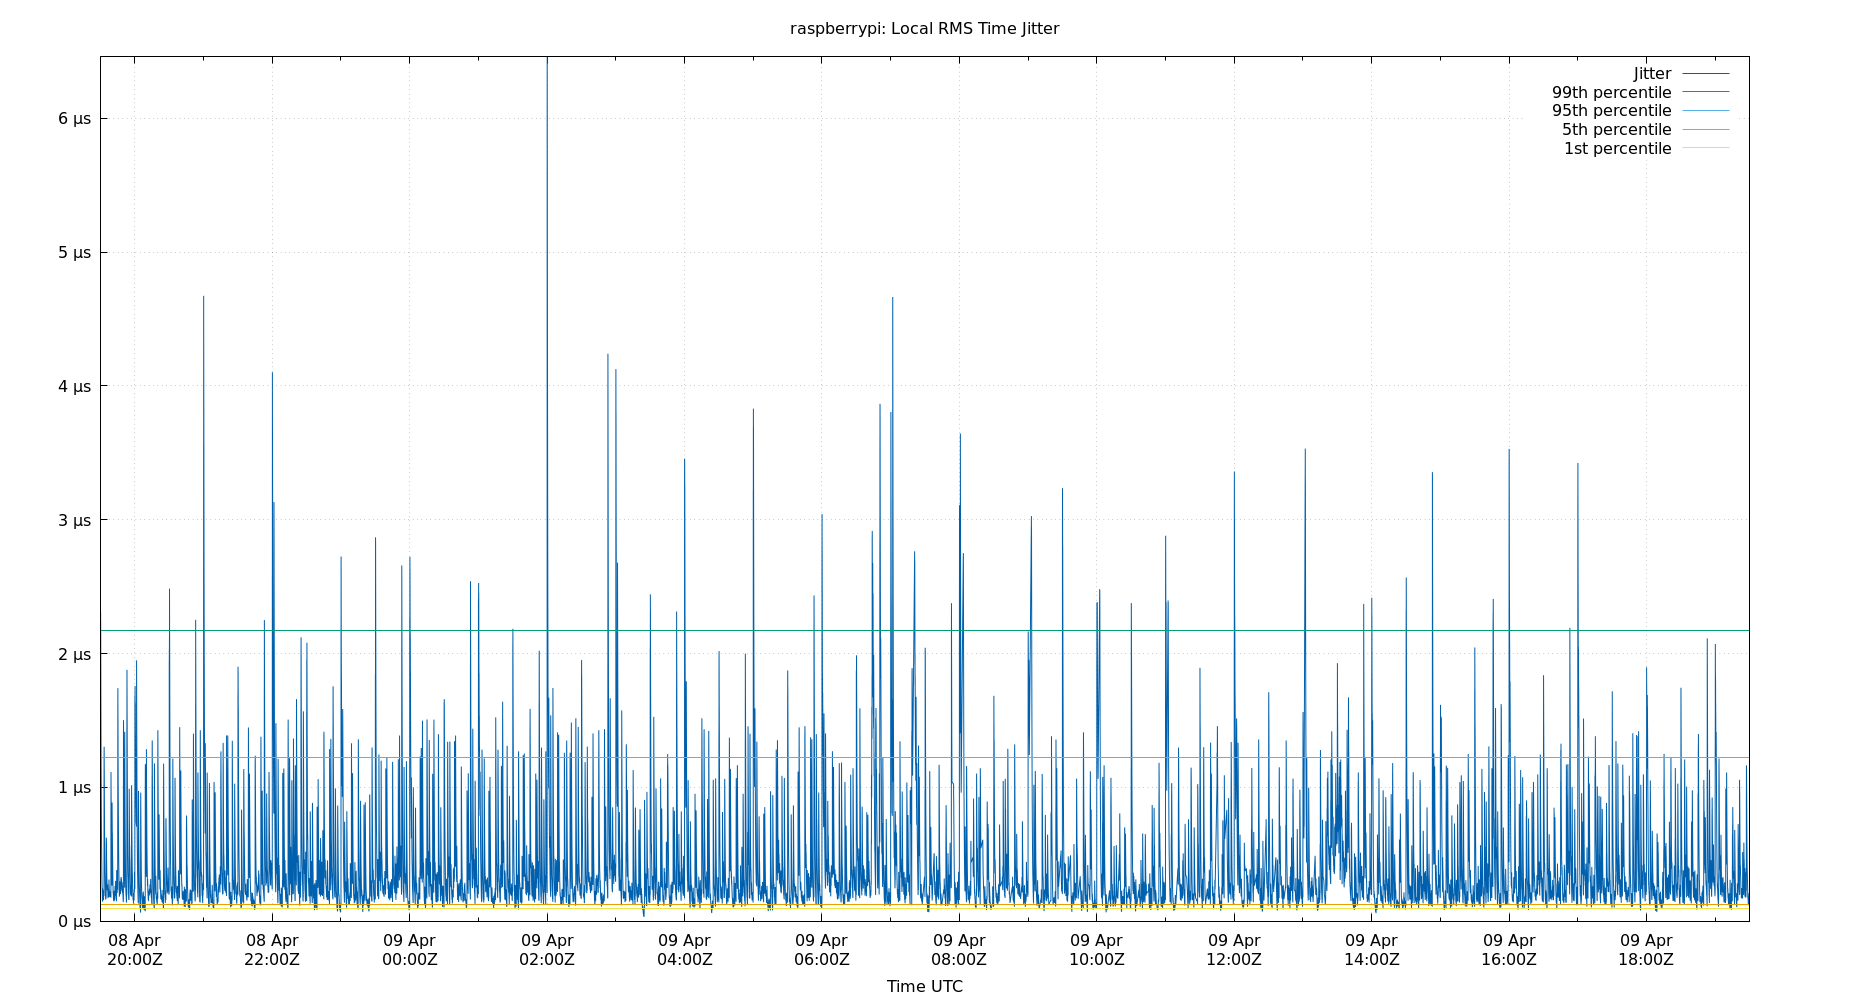 raspberrypi: Local RMS Time Jitter
Jitter
99th percentile
95th percentile
5th percentile
1st percentile
6 µs
5 µs
4 µs
3 µs
2 µs
1 µs
0 µs
08 Apr 08 Apr 09 Apr 09 Apr 09 Apr 09 Apr 09 Apr 09 Apr 09 Apr 09 Apr 09 Apr 09 Apr
20:00Z 22:00Z 00:00Z 02:00Z 04:00Z 06:00Z 08:00Z 10:00Z 12:00Z 14:00Z 16:00Z 18:00Z
Time UTC